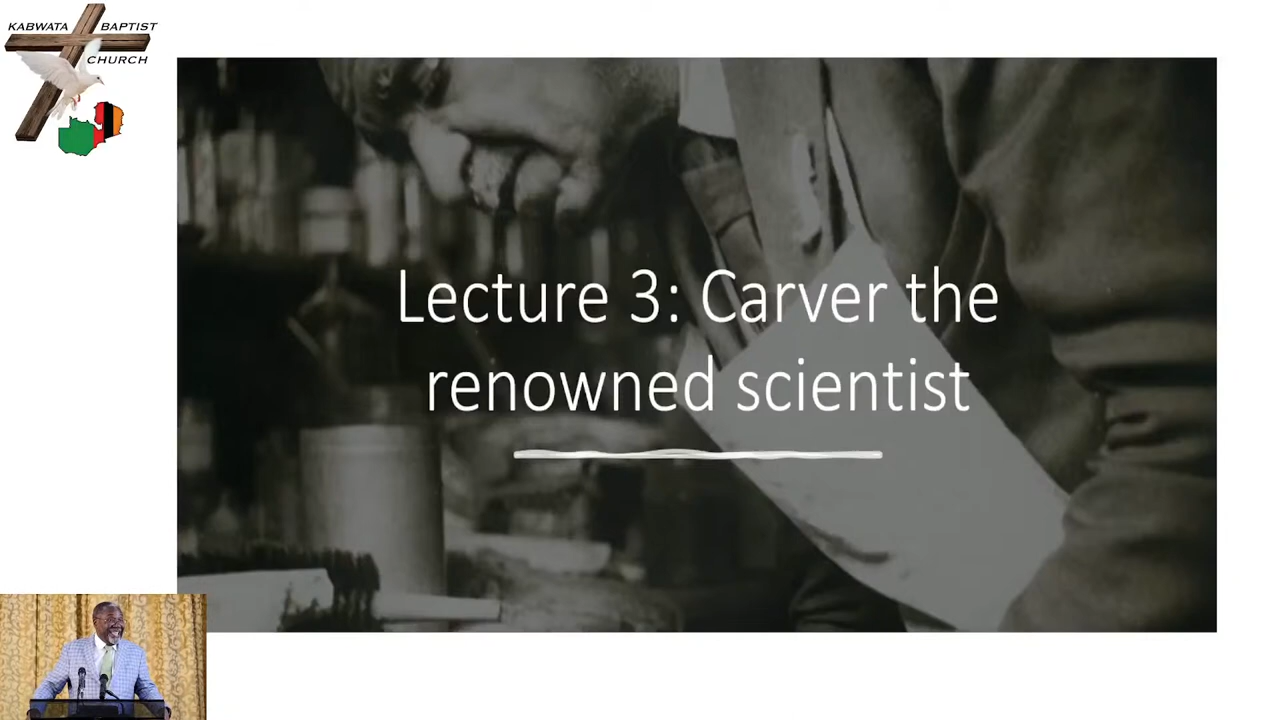 KABWATA BAPTIST
CHURCH
Lecture 3: Carver the
renowned scientist